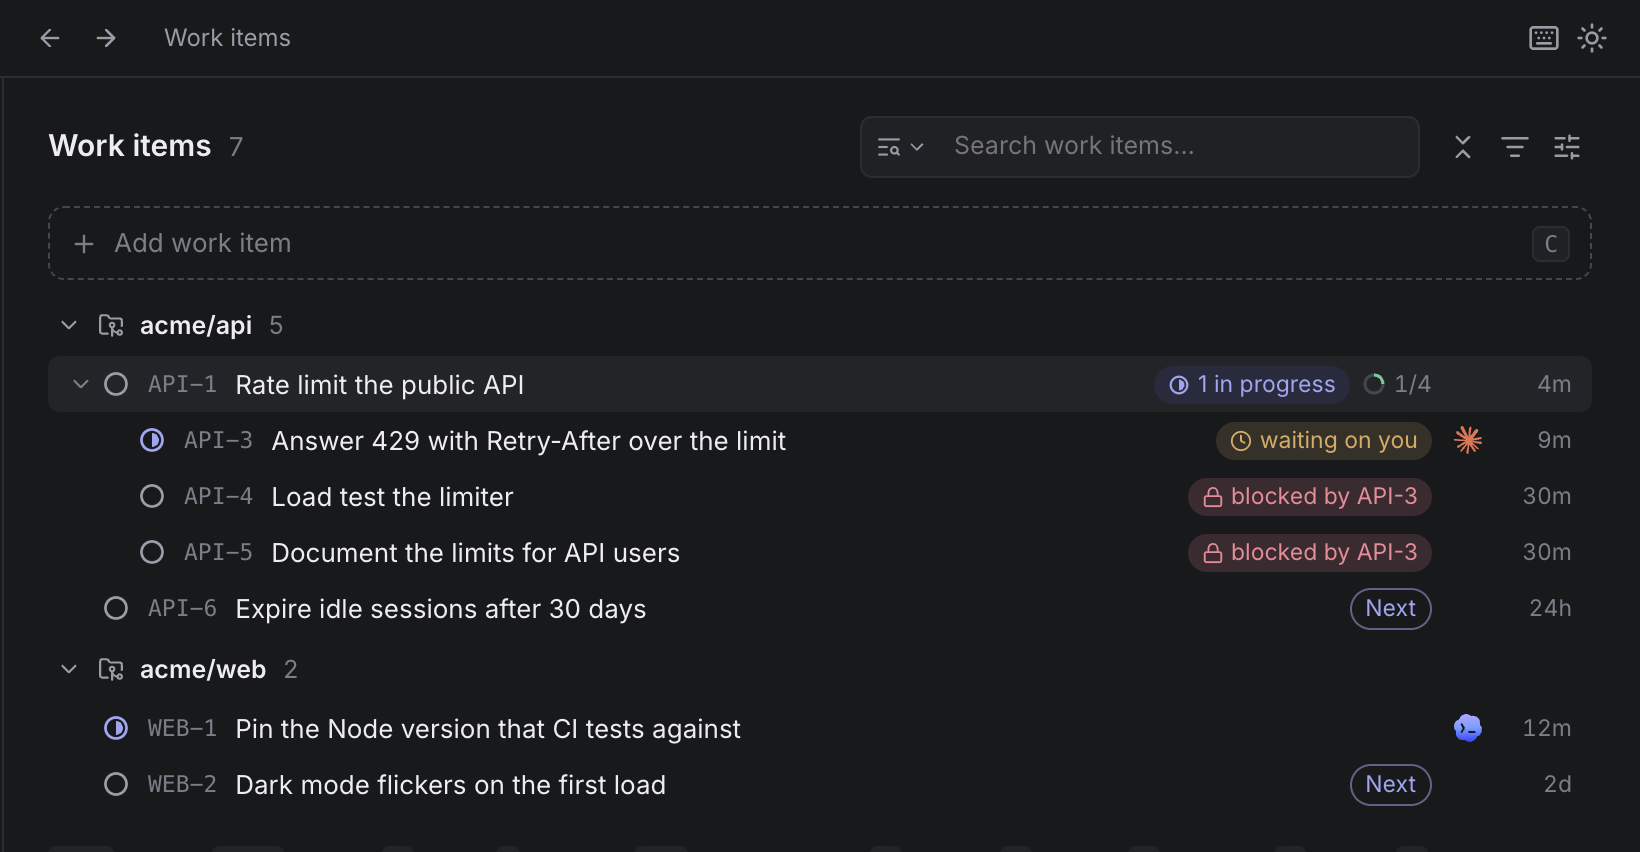 Work items
Work items 7
Search work items...
Add work item C
acme/api 5
API-1 Rate limit the public API 1 in progress 1/4 4m
API-3 Answer 429 with Retry-After over the limit waiting on you 9m
API-4 Load test the limiter blocked by API-3 30m
API-5 Document the limits for API users blocked by API-3 30m
API-6 Expire idle sessions after 30 days Next 24h
acme/web 2
WEB-1 Pin the Node version that CI tests against 12m
WEB-2 Dark mode flickers on the first load Next 2d